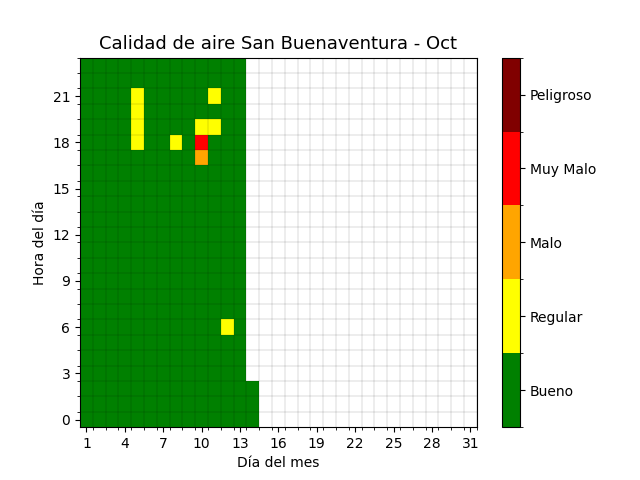 Calidad de aire San Buenaventura - Oct
Hora del día
21
18
15
12
9
6
3
0
1 4 7 10 13 16 19 22 25 28 31
Día del mes
Peligroso
Muy Malo
Malo
Regular
Bueno